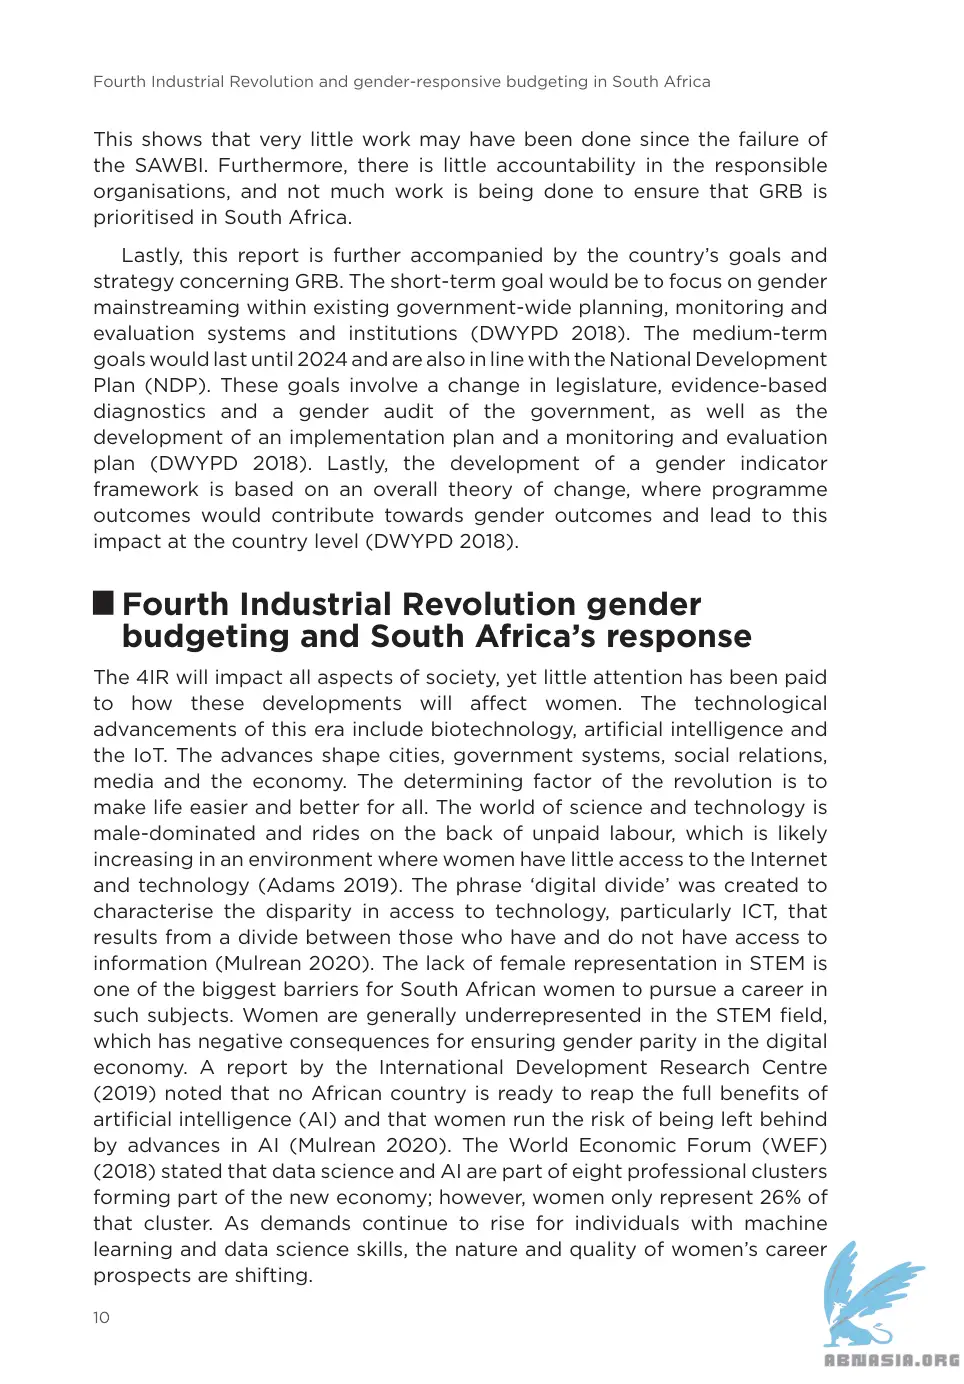 Fourth Industrial Revolution and gender-responsive budgeting in South Africa
This shows that very little work may have been done since the failure of
the SAWBI. Furthermore, there is little accountability in the responsible
organisations, and not much work is being done to ensure that GRB is
prioritised in South Africa.
Lastly, this report is further accompanied by the country’s goals and
strategy concerning GRB. The short-term goal would be to focus on gender
mainstreaming within existing government-wide planning, monitoring and
evaluation systems and institutions (DWYPD 2018). The medium-term
goals would last until 2024 and are also in line with the National Development
Plan (NDP). These goals involve a change in legislature, evidence-based
diagnostics and a gender audit of the government, as well as the
development of an implementation plan and a monitoring and evaluation
plan (DWYPD 2018). Lastly, the development of a gender indicator
framework is based on an overall theory of change, where programme
outcomes would contribute towards gender outcomes and lead to this
impact at the country level (DWYPD 2018).
Fourth Industrial Revolution gender
budgeting and South Africa’s response
The 4IR will impact all aspects of society, yet little attention has been paid
to how these developments will affect women. The technological
advancements of this era include biotechnology, artificial intelligence and
the IoT. The advances shape cities, government systems, social relations,
media and the economy. The determining factor of the revolution is to
make life easier and better for all. The world of science and technology is
male-dominated and rides on the back of unpaid labour, which is likely
increasing in an environment where women have little access to the Internet
and technology (Adams 2019). The phrase ‘digital divide’ was created to
characterise the disparity in access to technology, particularly ICT, that
results from a divide between those who have and do not have access to
information (Mulrean 2020). The lack of female representation in STEM is
one of the biggest barriers for South African women to pursue a career in
such subjects. Women are generally underrepresented in the STEM field,
which has negative consequences for ensuring gender parity in the digital
economy. A report by the International Development Research Centre
(2019) noted that no African country is ready to reap the full benefits of
artificial intelligence (AI) and that women run the risk of being left behind
by advances in AI (Mulrean 2020). The World Economic Forum (WEF)
(2018) stated that data science and AI are part of eight professional clusters
forming part of the new economy; however, women only represent 26% of
that cluster. As demands continue to rise for individuals with machine
learning and data science skills, the nature and quality of women’s career
prospects are shifting.
10
ABNASIA.ORG